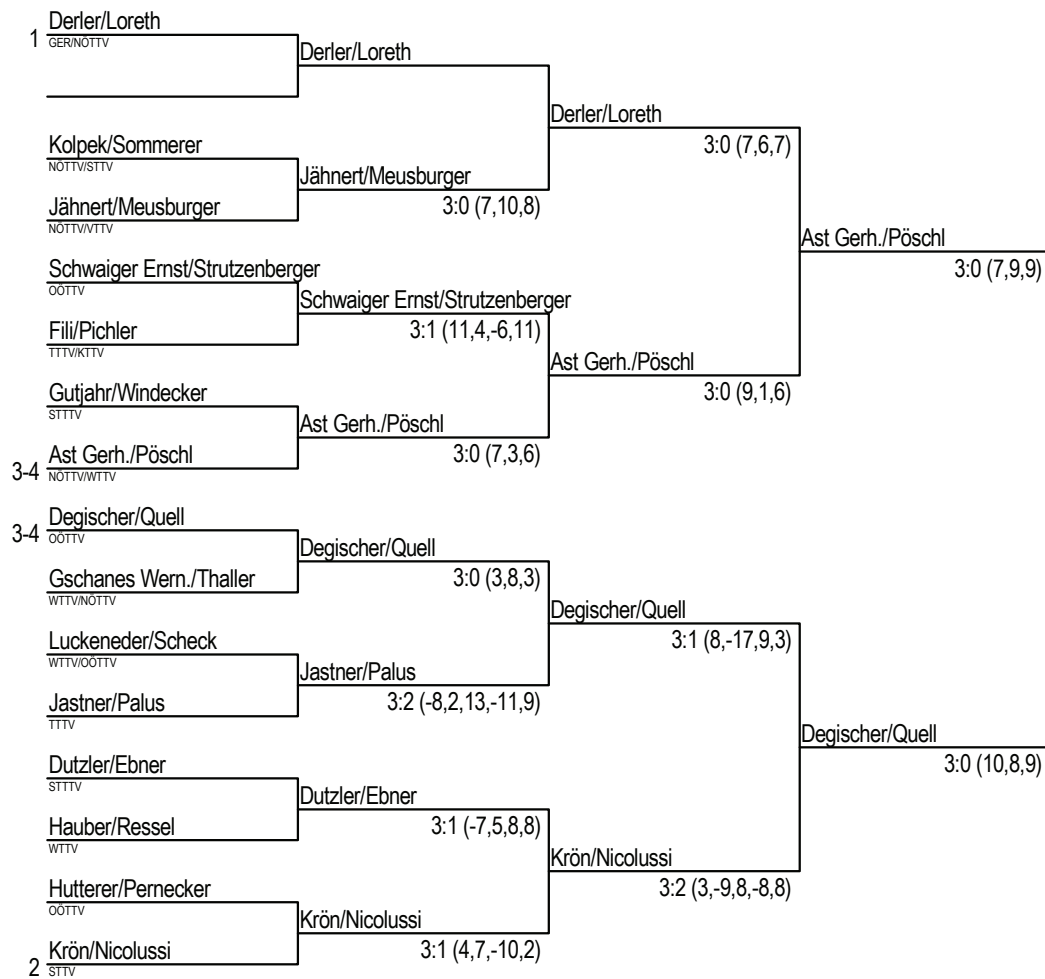 Derler/Loreth
1
GER/NÖTTV
Derler/Loreth
Derler/Loreth
Kolpek/Sommerer
3:0 (7,6,7)
NÖTTV/STTV
Jähnert/Meusburger
Jähnert/Meusburger
3:0 (7,10,8)
NÖTTV/VTTV
Ast Gerh./Pöschl
Schwaiger Ernst/Strutzenberger
3:0 (7,9,9)
OÖTTV
Schwaiger Ernst/Strutzenberger
Fili/Pichler
3:1 (11,4,-6,11)
TTTV/KTTV
Ast Gerh./Pöschl
Gutjahr/Windecker
3:0 (9,1,6)
STTTV
Ast Gerh./Pöschl
Ast Gerh./Pöschl
3:0 (7,3,6)
3-4
NÖTTV/WTTV
Degischer/Quell
3-4
OÖTTV
Degischer/Quell
Gschanes Wern./Thaller
3:0 (3,8,3)
WTTV/NÖTTV
Degischer/Quell
Luckeneder/Scheck
3:1 (8,-17,9,3)
WTTV/OÖTTV
Jastner/Palus
Jastner/Palus
3:2 (-8,2,13,-11,9)
TTTV
Degischer/Quell
Dutzler/Ebner
3:0 (10,8,9)
STTTV
Dutzler/Ebner
Hauber/Ressel
3:1 (-7,5,8,8)
WTTV
Krön/Nicolussi
Hutterer/Pernecker
3:2 (3,-9,8,-8,8)
OÖTTV
Krön/Nicolussi
Krön/Nicolussi
3:1 (4,7,-10,2)
2
STTV